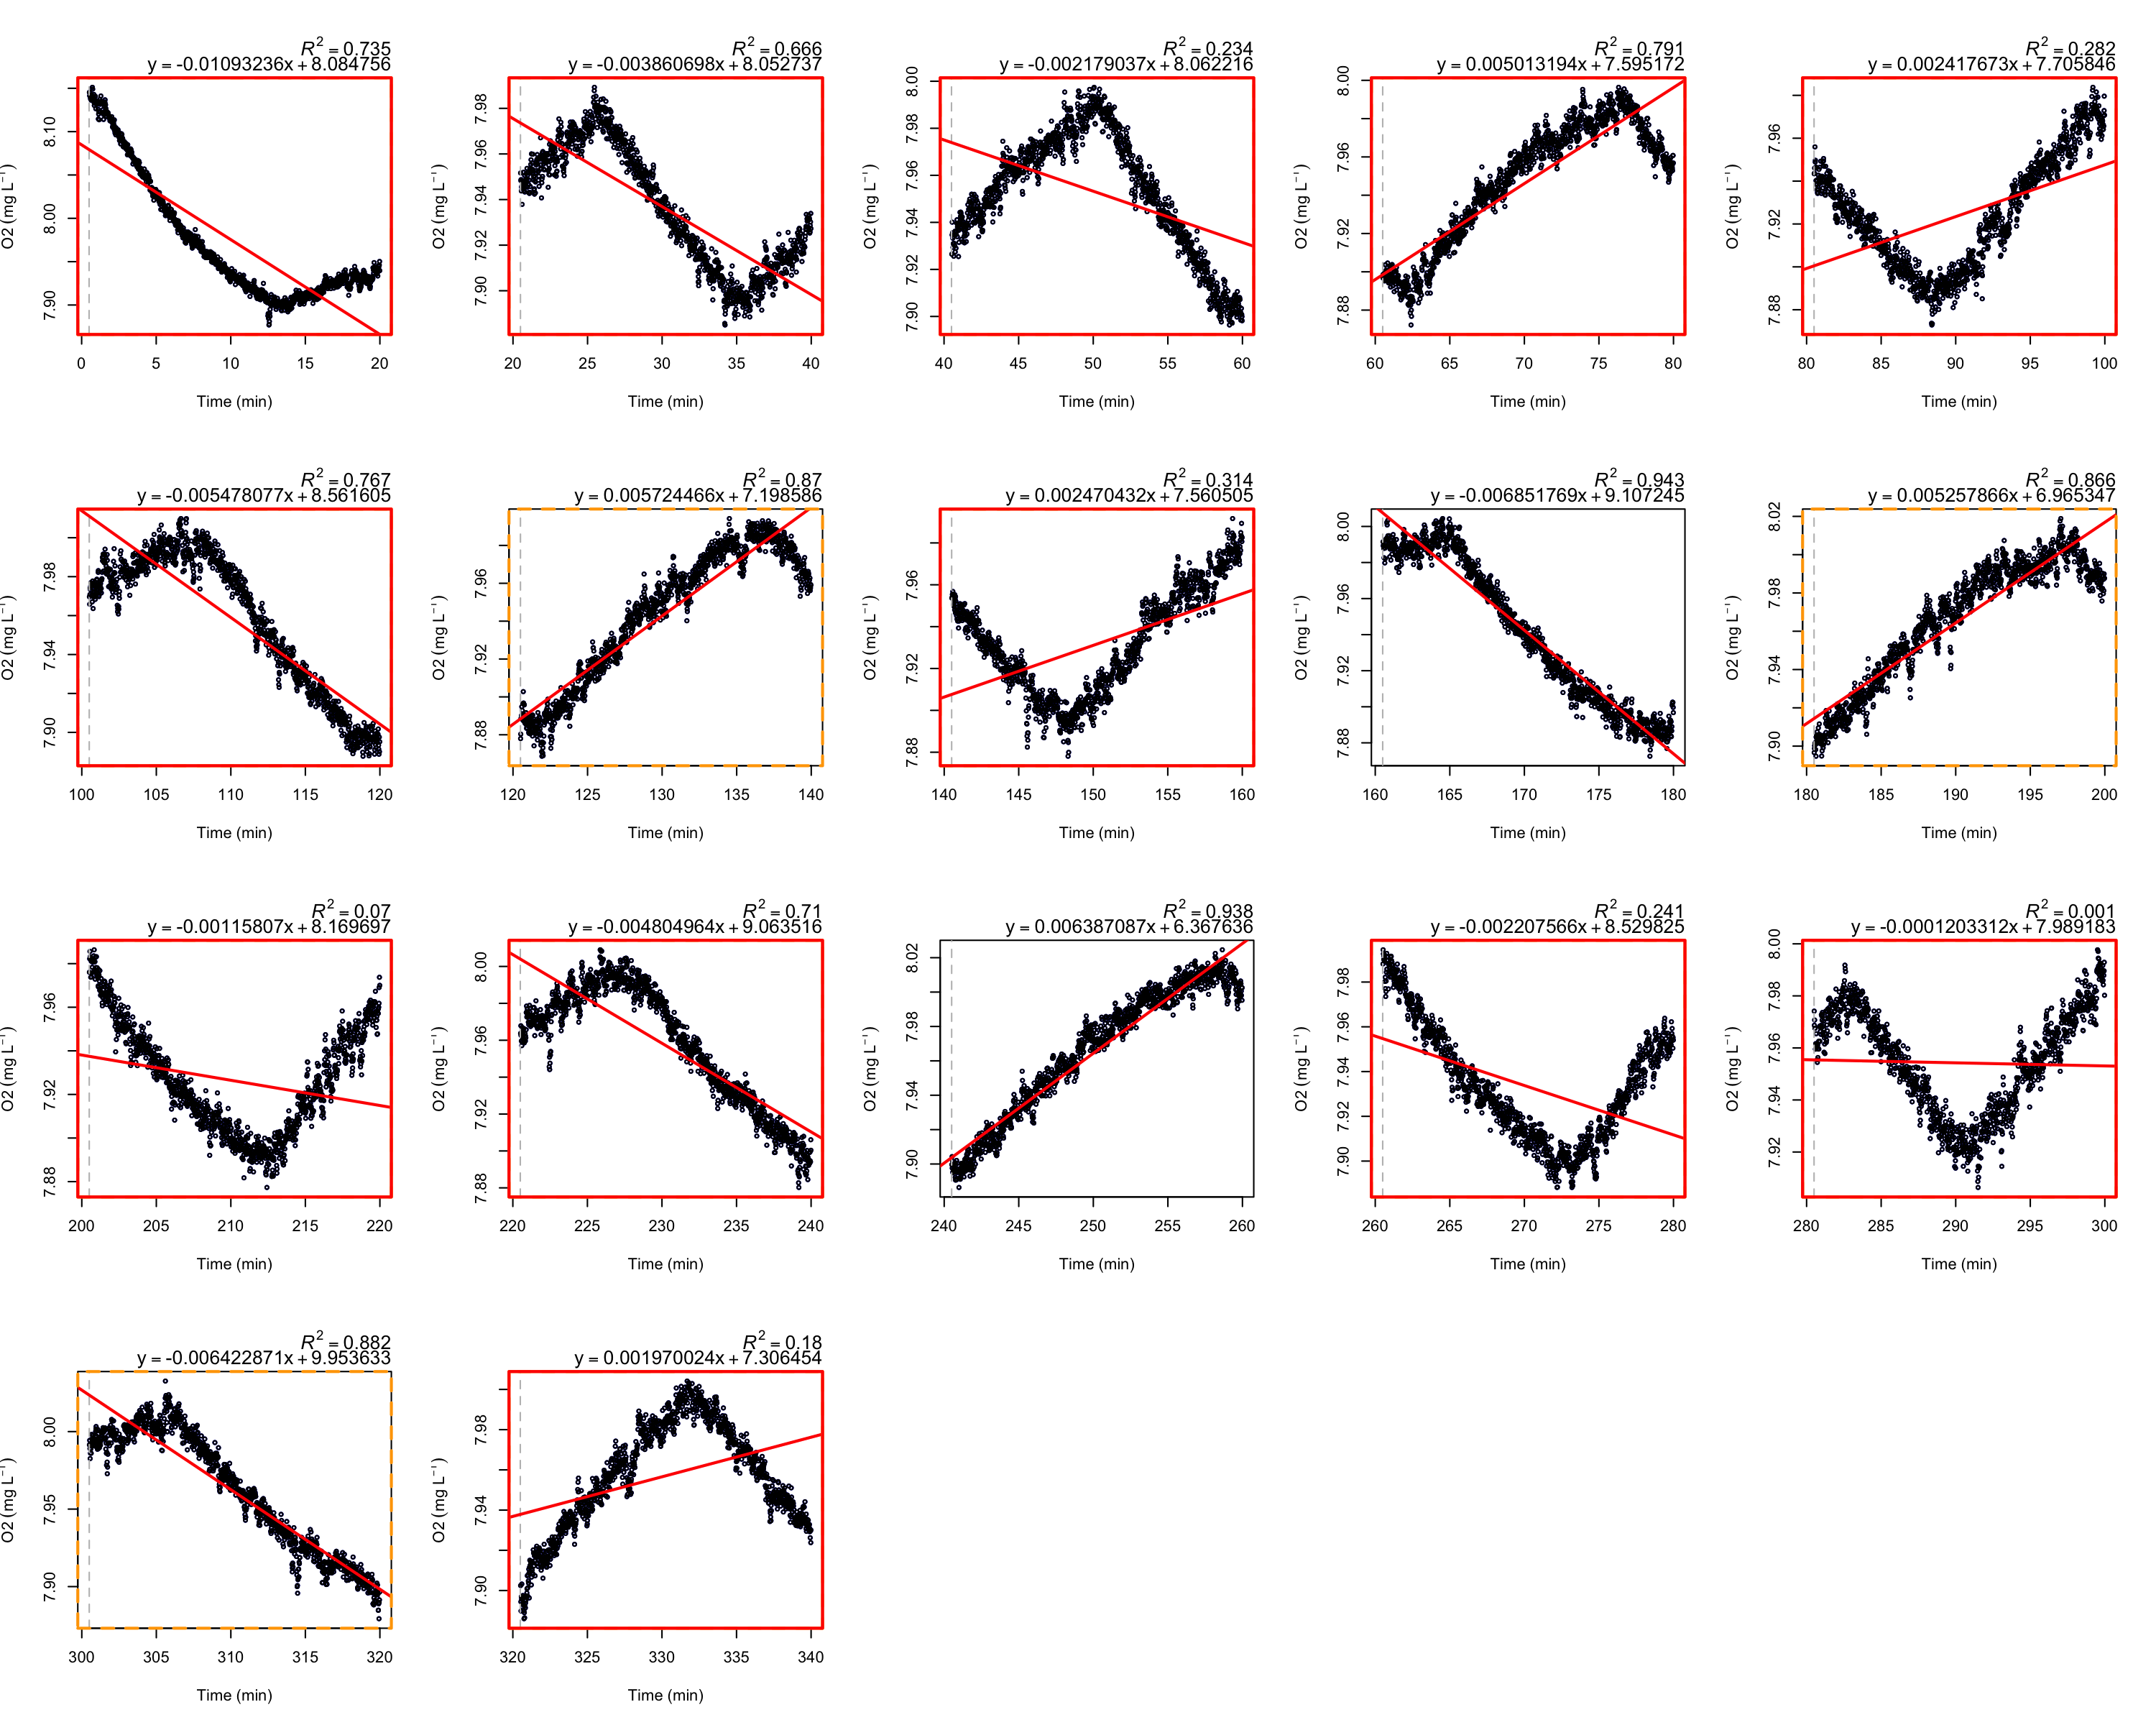 R² = 0.735
y = -0.01093236x + 8.084756
O2 (mg L⁻¹)
7.90 8.00 8.10
0 5 10 15 20
Time (min)
R² = 0.666
y = -0.003860698x + 8.052737
O2 (mg L⁻¹)
7.90 7.92 7.94 7.96 7.98
20 25 30 35 40
Time (min)
R² = 0.234
y = -0.002179037x + 8.062216
O2 (mg L⁻¹)
7.90 7.92 7.94 7.96 7.98 8.00
40 45 50 55 60
Time (min)
R² = 0.791
y = 0.005013194x + 7.595172
O2 (mg L⁻¹)
7.88 7.92 7.96 8.00
60 65 70 75 80
Time (min)
R² = 0.282
y = 0.002417673x + 7.705846
O2 (mg L⁻¹)
7.88 7.92 7.96
80 85 90 95 100
Time (min)
R² = 0.767
y = -0.005478077x + 8.561605
O2 (mg L⁻¹)
7.90 7.94 7.98
100 105 110 115 120
Time (min)
R² = 0.87
y = 0.005724466x + 7.198586
O2 (mg L⁻¹)
7.88 7.92 7.96
120 125 130 135 140
Time (min)
R² = 0.314
y = 0.002470432x + 7.560505
O2 (mg L⁻¹)
7.88 7.92 7.96
140 145 150 155 160
Time (min)
R² = 0.943
y = -0.006851769x + 9.107245
O2 (mg L⁻¹)
7.88 7.92 7.96 8.00
160 165 170 175 180
Time (min)
R² = 0.866
y = 0.005257866x + 6.965347
O2 (mg L⁻¹)
7.90 7.94 7.98 8.02
180 185 190 195 200
Time (min)
R² = 0.07
y = -0.00115807x + 8.169697
O2 (mg L⁻¹)
7.88 7.92 7.96
200 205 210 215 220
Time (min)
R² = 0.71
y = -0.004804964x + 9.063516
O2 (mg L⁻¹)
7.88 7.92 7.96 8.00
220 225 230 235 240
Time (min)
R² = 0.938
y = 0.006387087x + 6.367636
O2 (mg L⁻¹)
7.90 7.94 7.98 8.02
240 245 250 255 260
Time (min)
R² = 0.241
y = -0.002207566x + 8.529825
O2 (mg L⁻¹)
7.90 7.92 7.94 7.96 7.98
260 265 270 275 280
Time (min)
R² = 0.001
y = -0.0001203312x + 7.989183
O2 (mg L⁻¹)
7.92 7.94 7.96 7.98 8.00
280 285 290 295 300
Time (min)
R² = 0.882
y = -0.006422871x + 9.953633
O2 (mg L⁻¹)
7.90 7.95 8.00
300 305 310 315 320
Time (min)
R² = 0.18
y = 0.001970024x + 7.306454
O2 (mg L⁻¹)
7.90 7.94 7.98
320 325 330 335 340
Time (min)